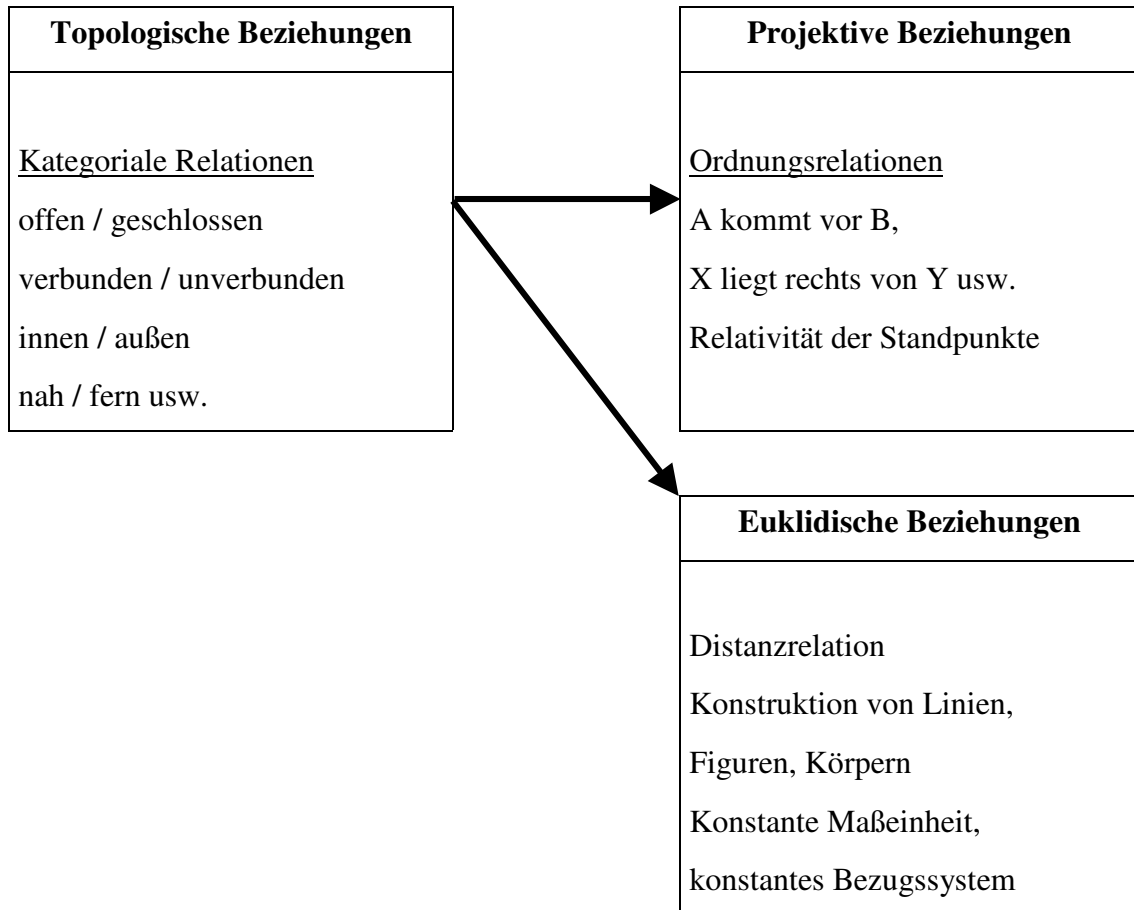 Topologische Beziehungen
Kategoriale Relationen
offen / geschlossen
verbunden / unverbunden
innen / außen
nah / fern usw.
Projektive Beziehungen
Ordnungsrelationen
A kommt vor B,
X liegt rechts von Y usw.
Relativität der Standpunkte
Euklidische Beziehungen
Distanzrelation
Konstruktion von Linien,
Figuren, Körpern
Konstante Maßeinheit,
konstantes Bezugssystem